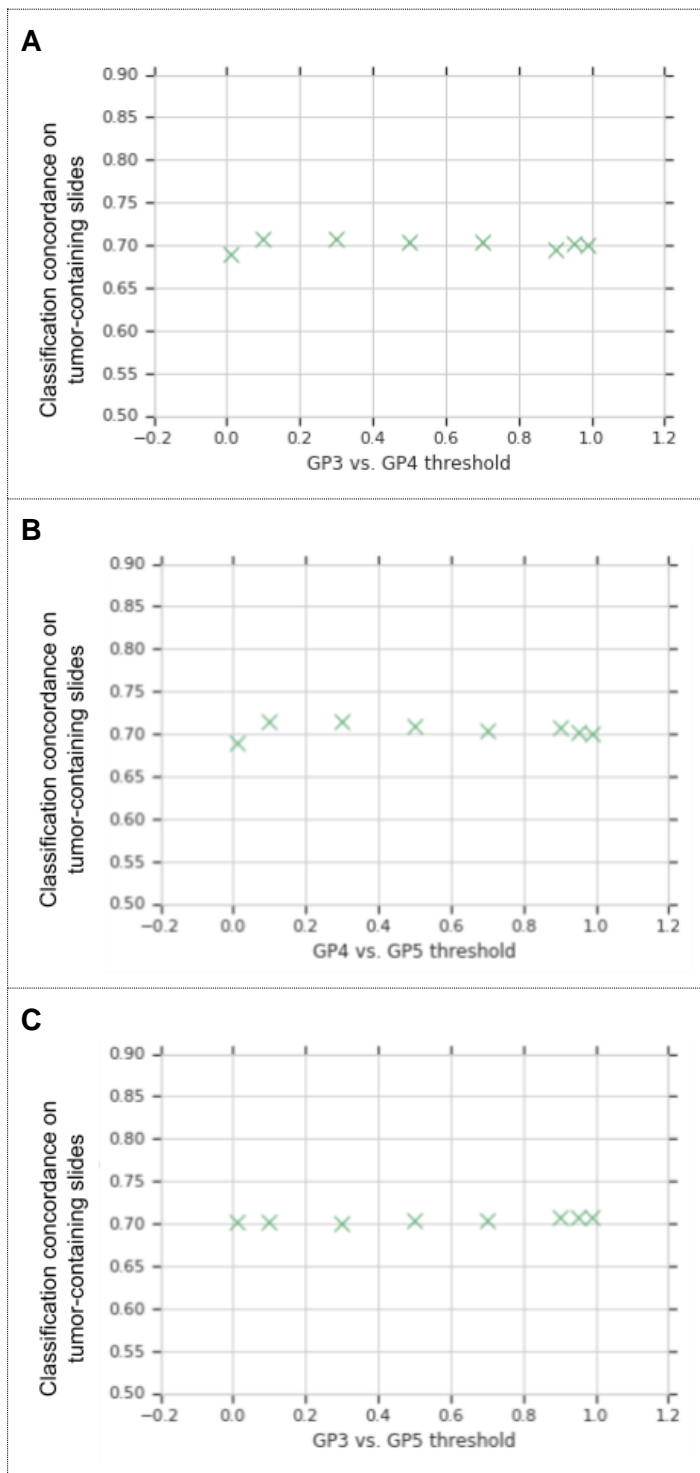 A
Classification concordance on
tumor-containing slides
0.90
0.85
0.80
0.75
0.70
0.65
0.60
0.55
0.50
−0.2 0.0 0.2 0.4 0.6 0.8 1.0 1.2
GP3 vs. GP4 threshold
B
Classification concordance on
tumor-containing slides
0.90
0.85
0.80
0.75
0.70
0.65
0.60
0.55
0.50
−0.2 0.0 0.2 0.4 0.6 0.8 1.0 1.2
GP4 vs. GP5 threshold
C
Classification concordance on
tumor-containing slides
0.90
0.85
0.80
0.75
0.70
0.65
0.60
0.55
0.50
−0.2 0.0 0.2 0.4 0.6 0.8 1.0 1.2
GP3 vs. GP5 threshold